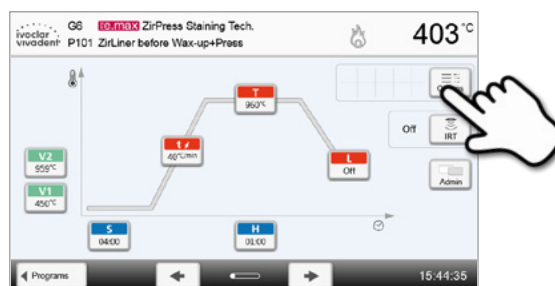 ivoclar
vivadent
G6 IPS e.max ZirPress Staining Tech.
P101 ZirLiner before Wax-up+Press
403 °C
T
960°C
Off
IRT
t
40°C/min
L
Off
Admin
V2
959°C
V1
450°C
S
04:00
H
01:00
Programs
15:44:35